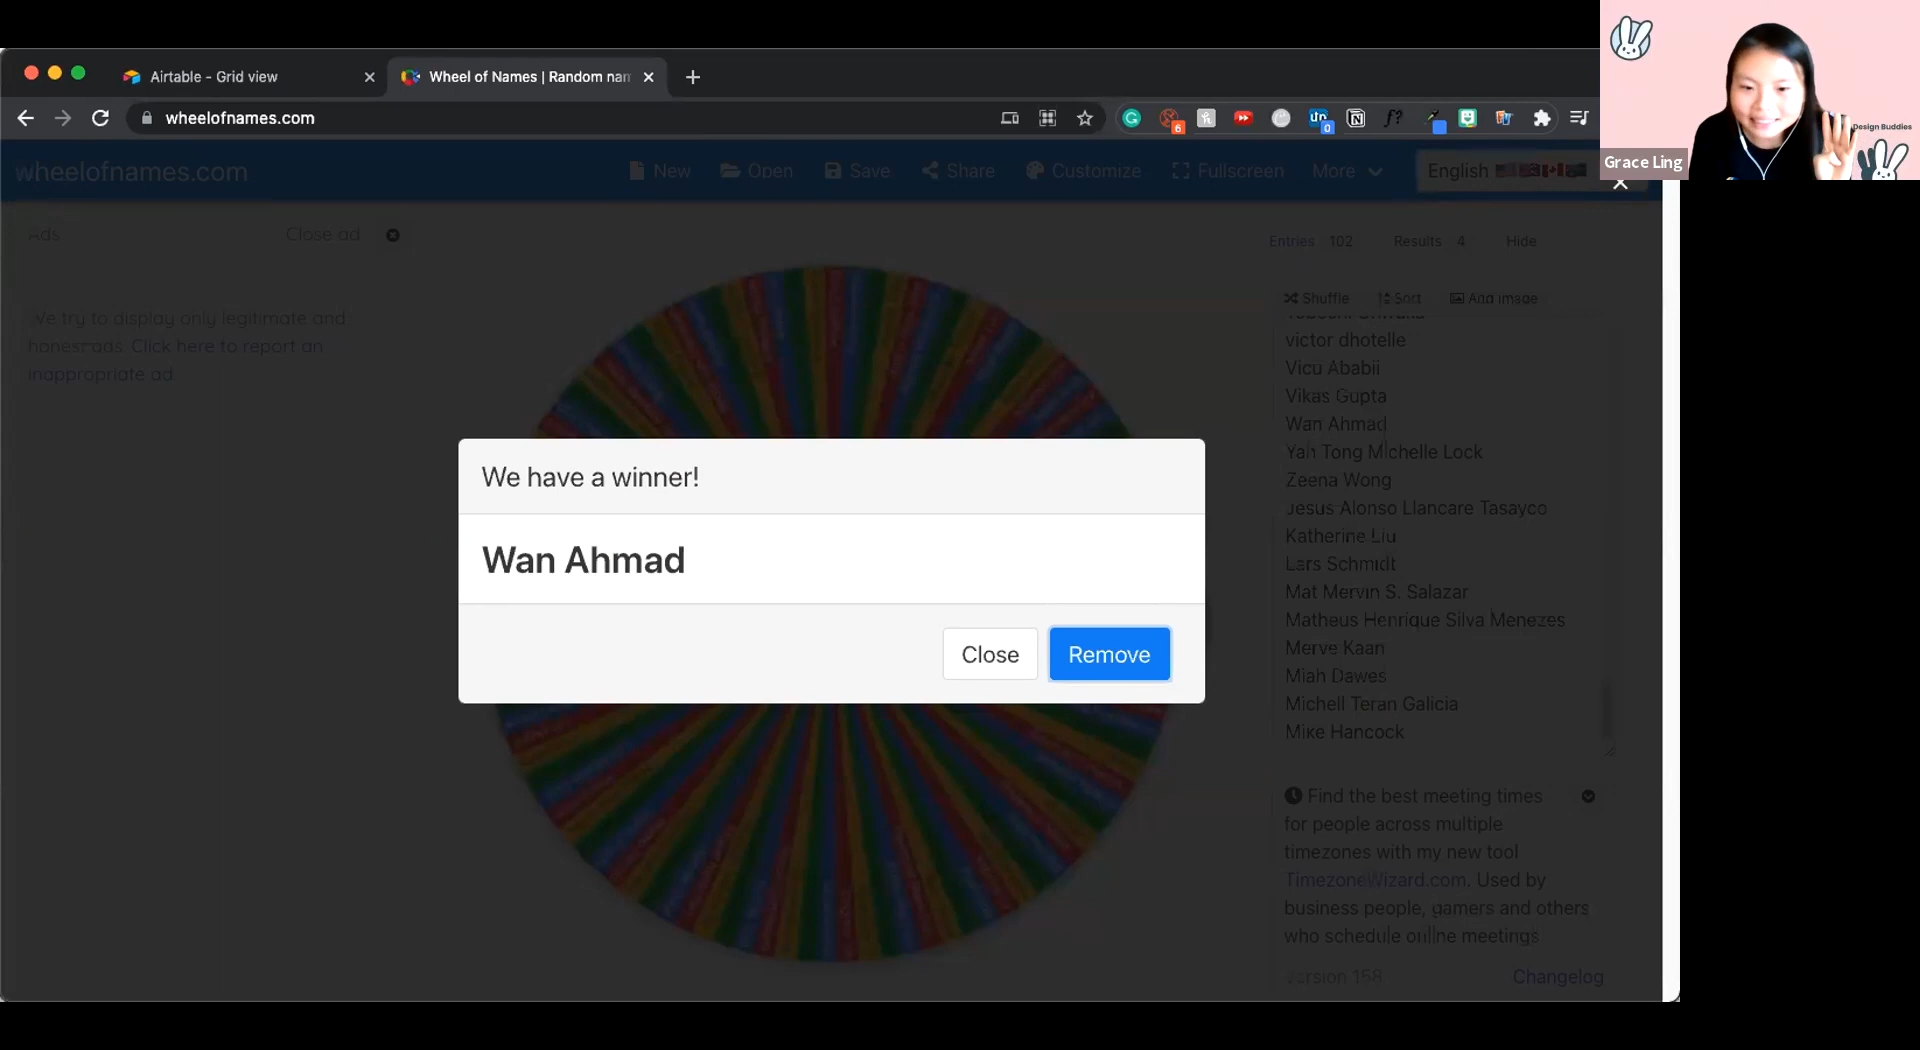 Airtable - Grid view
Wheel of Names | Random nan
wheelofnames.com
6
0
f?
Design Buddies
Grace Ling
wheelofnames.com
New
Open
Save
Share
Customize
Fullscreen
More
English
Ads
Close ad
Entries 102
Results 4
Hide
We try to display only legitimate and
honest ads. Click here to report an
inappropriate ad
Shuffle
Sort
Add image
victor dhotelle
Vicu Ababii
Vikas Gupta
Wan Ahmad
Yah Tong Michelle Lock
Zeena Wong
Jesus Alonso Llancare Tasayco
Katherine Liu
Lars Schmidt
Mat Mervin S. Salazar
Matheus Henrique Silva Menezes
Merve Kaan
Miah Dawes
Michell Teran Galicia
Mike Hancock
We have a winner!
Wan Ahmad
Close
Remove
Find the best meeting times
for people across multiple
timezones with my new tool
TimezoneWizard.com. Used by
business people, gamers and others
who schedule online meetings
Version 158
Changelog